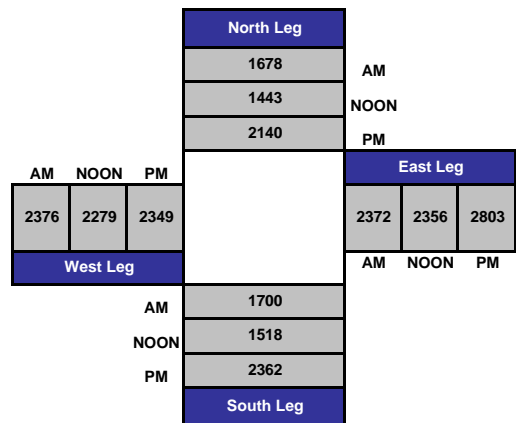 North Leg
1678 AM
1443 NOON
2140 PM
AM NOON PM East Leg
2376 2279 2349 2372 2356 2803
West Leg AM NOON PM
AM 1700
NOON 1518
PM 2362
South Leg